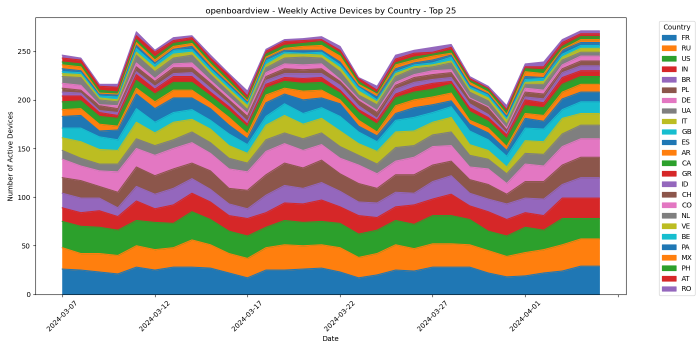 openboardview - Weekly Active Devices by Country - Top 25
Number of Active Devices
250
200
150
100
50
0
2024-03-07
2024-03-12
2024-03-17
2024-03-22
2024-03-27
2024-04-01
Date
Country
FR
RU
US
IN
BR
PL
DE
UA
IT
GB
ES
AR
CA
GR
ID
CH
CO
NL
VE
BE
PA
MX
PH
AT
RO